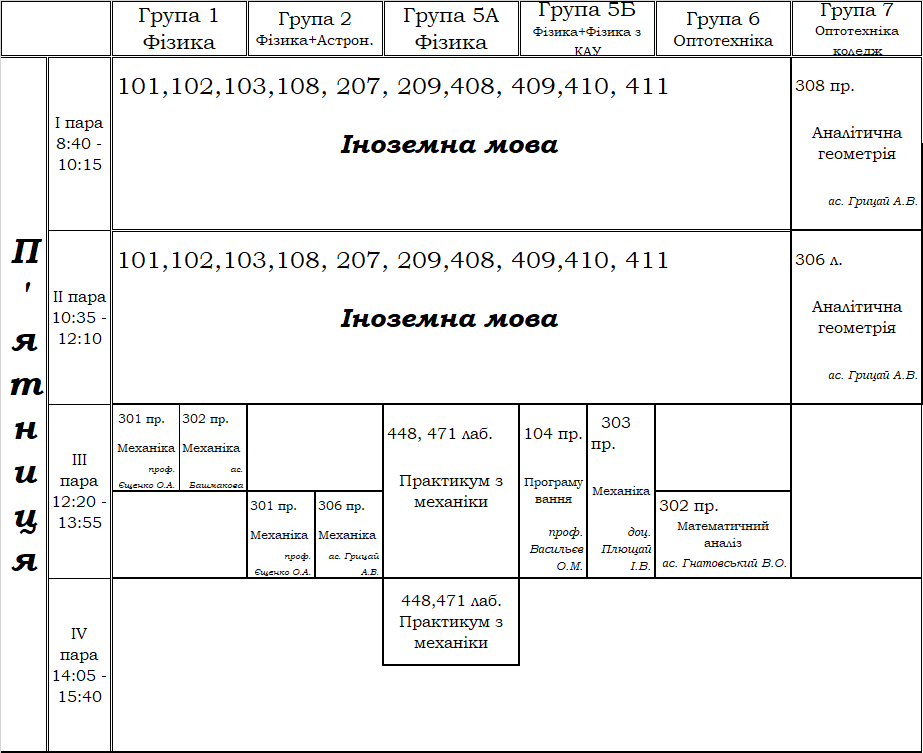 Група 1
Фізика
Група 2
Фізика+Астрон.
Група 5А
Фізика
Група 5Б
Фізика+Фізика з
КАУ
Група 6
Оптотехніка
Група 7
Оптотехніка
коледж
П'ятниця
І пара
8:40 -
10:15
101,102,103,108, 207, 209,408, 409,410, 411
Іноземна мова
308 пр.
Аналітична
геометрія
ас. Грицай А.В.
ІІ пара
10:35 -
12:10
101,102,103,108, 207, 209,408, 409,410, 411
Іноземна мова
306 л.
Аналітична
геометрія
ас. Грицай А.В.
ІІІ
пара
12:20 -
13:55
301 пр.
Механіка
проф.
Єщенко О.А.
302 пр.
Механіка
ас.
Башмакова
301 пр.
Механіка
проф.
Єщенко О.А.
306 пр.
Механіка
ас. Грицай
А.В.
448, 471 лаб.
Практикум з
механіки
104 пр.
Програму
вання
проф.
Васильєв
О.М.
303
пр.
Механіка
доц.
Плющай
І.В.
302 пр.
Математичний
аналіз
ас. Гнатовський В.О.
IV
пара
14:05 -
15:40
448,471 лаб.
Практикум з
механіки